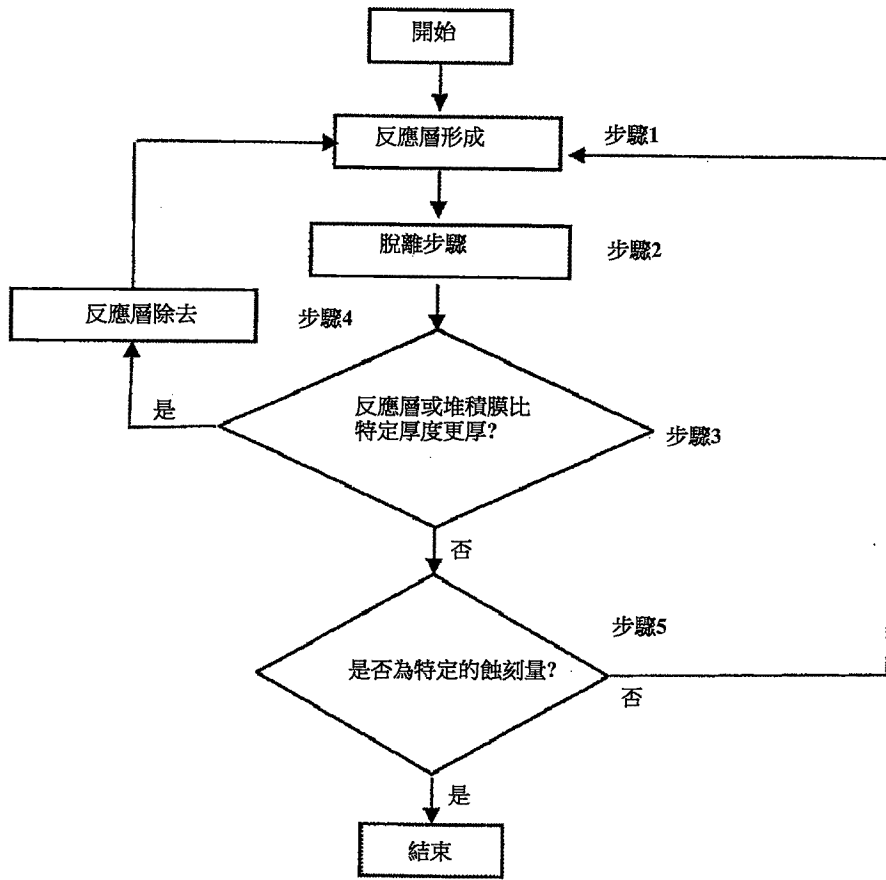 開始
反應層形成
步驟1
脫離步驟
步驟2
反應層除去
步驟4
是
反應層或堆積膜比
特定厚度更厚?
步驟3
否
步驟5
是否為特定的蝕刻量?
否
是
結束